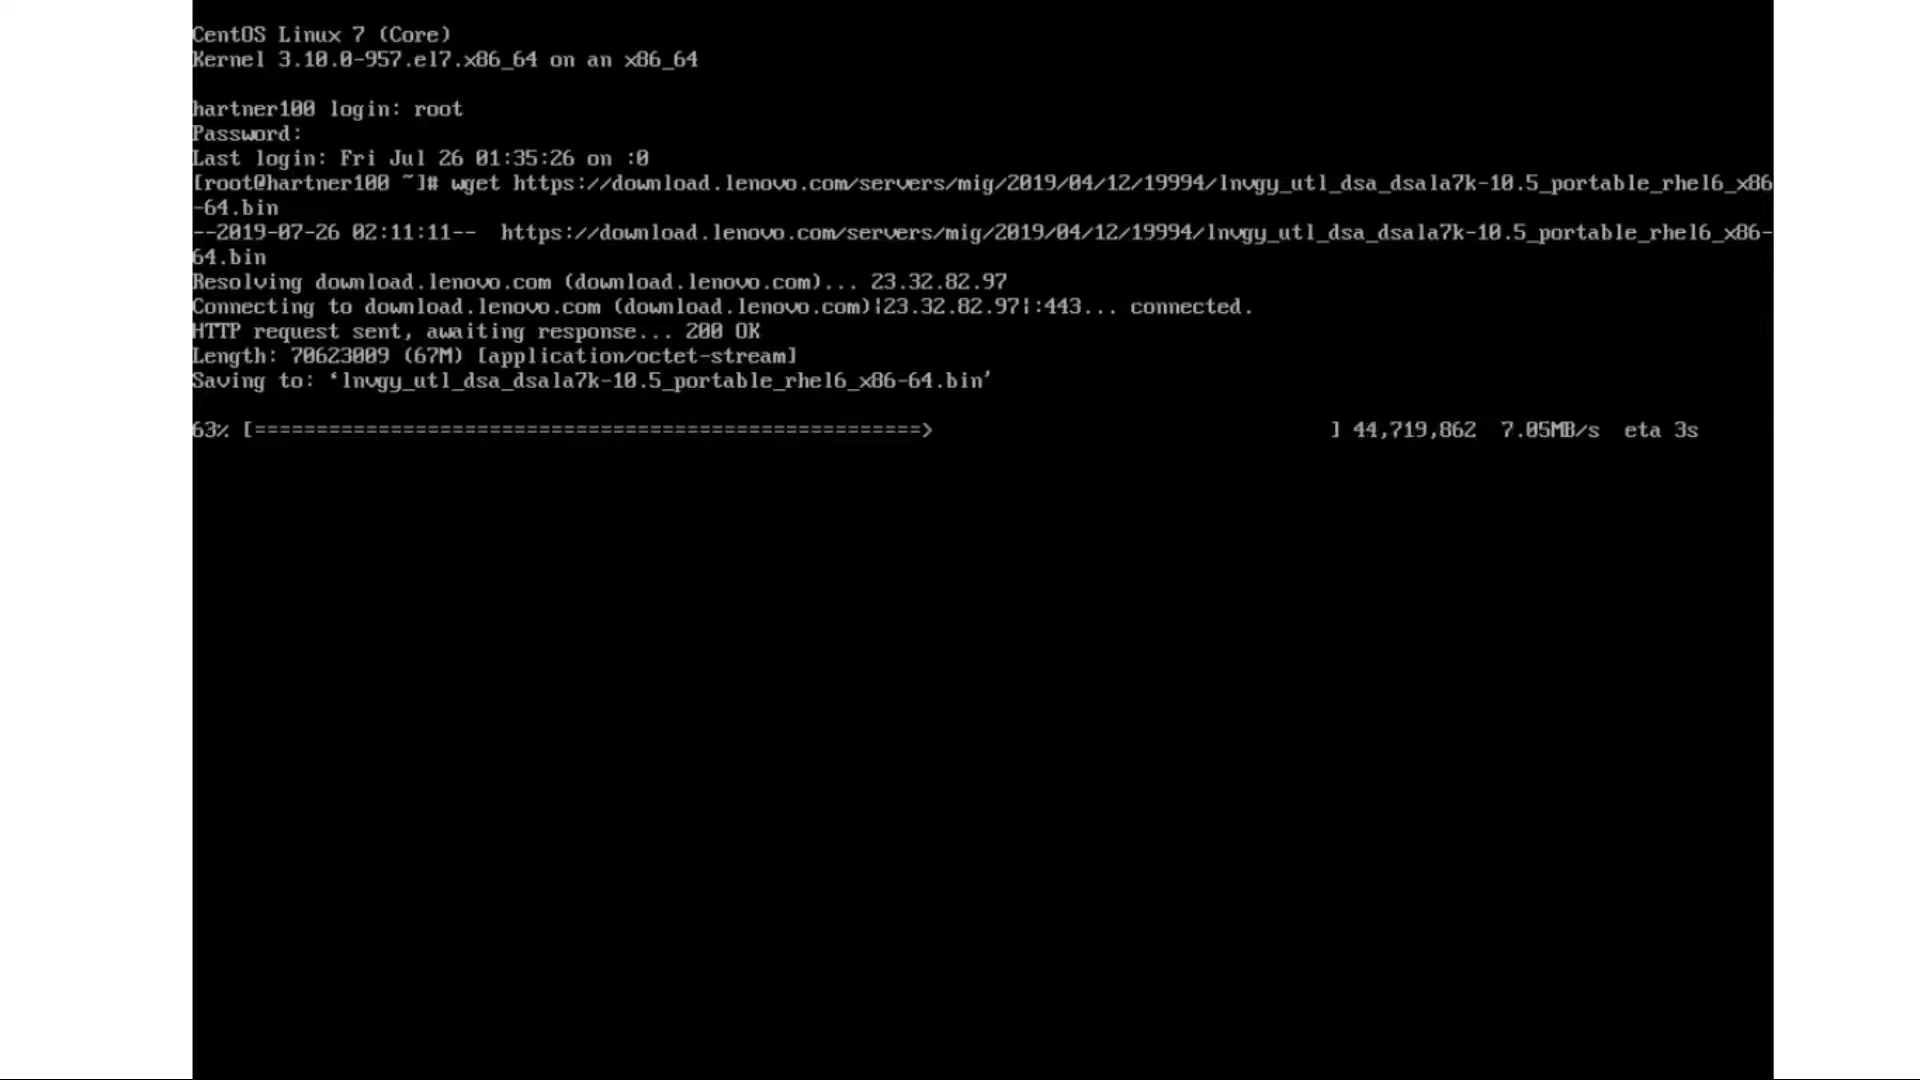 CentOS Linux 7 (Core)
Kernel 3.10.0-957.el7.x86_64 on an x86_64
hartner100 login: root
Password:
Last login: Fri Jul 26 01:35:26 on :0
[root@hartner100 ~]# wget https://download.lenovo.com/servers/mig/2019/04/12/19994/lnvgy_utl_dsa_dsala7k-10.5_portable_rhel6_x86
-64.bin
--2019-07-26 02:11:11--  https://download.lenovo.com/servers/mig/2019/04/12/19994/lnvgy_utl_dsa_dsala7k-10.5_portable_rhel6_x86-
64.bin
Resolving download.lenovo.com (download.lenovo.com)... 23.32.82.97
Connecting to download.lenovo.com (download.lenovo.com)|23.32.82.97|:443... connected.
HTTP request sent, awaiting response... 200 OK
Length: 70623009 (67M) [application/octet-stream]
Saving to: ‘lnvgy_utl_dsa_dsala7k-10.5_portable_rhel6_x86-64.bin’
63% [======================================================>                                ] 44,719,862  7.05MB/s  eta 3s